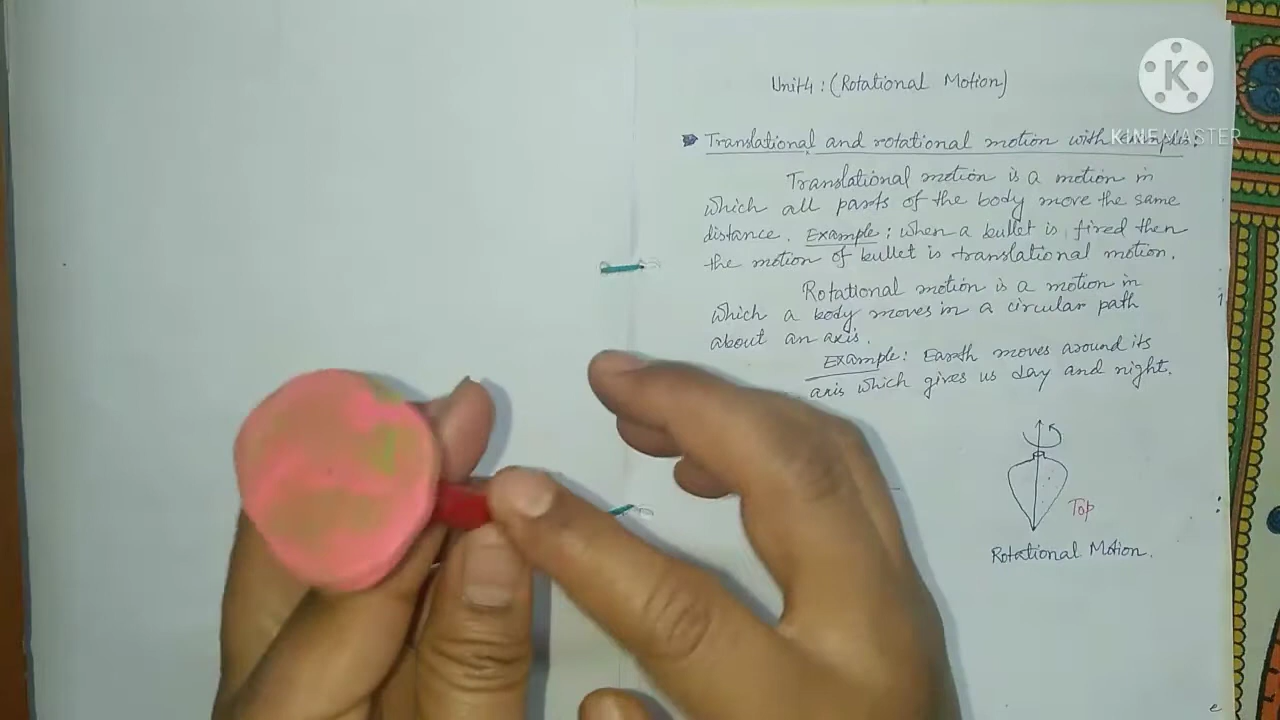 Unit4 : (Rotational Motion)
Translational and rotational motion with examples:
Translational motion is a motion in
which all parts of the body move the same
distance. Example : when a bullet is fired then
the motion of bullet is translational motion.
Rotational motion is a motion in
which a body moves in a circular path
about an axis.
Example: Earth moves around its
axis which gives us day and night.
Top
Rotational Motion.
K
KINEMASTER